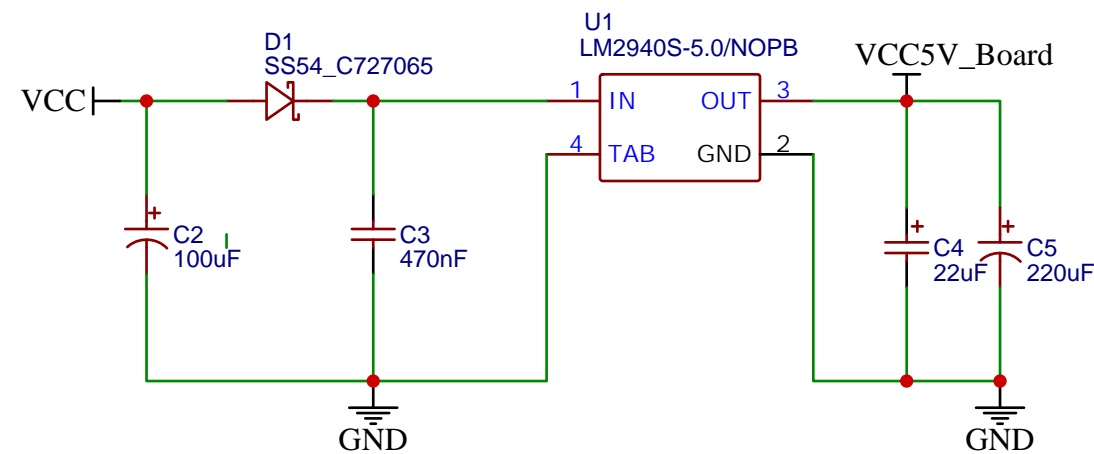 U1
LM2940S-5.0/NOPB
D1
SS54_C727065
VCC5V_Board
VCC
1
IN
OUT
3
4
TAB
GND
2
+
C2
100uF
C3
470nF
+
C4
22uF
+
C5
220uF
GND
GND